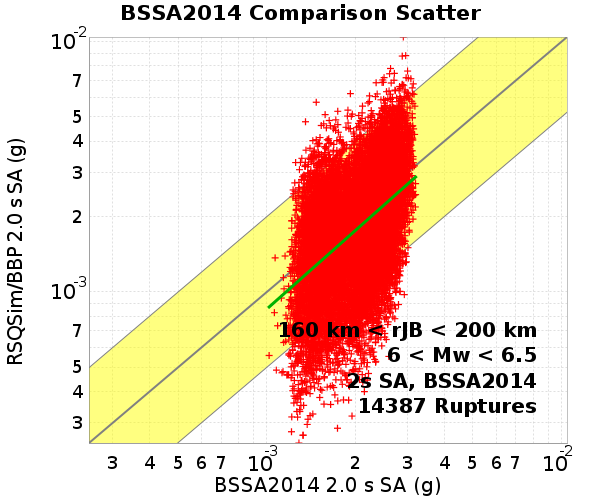 BSSA2014 Comparison Scatter
RSQSim/BBP 2.0 s SA (g)
10-2
7
5
4
3
2
10-3
7
5
4
3
160 km < rJB < 200 km
6 < Mw < 6.5
2s SA, BSSA2014
14387 Ruptures
3 4 5 6 7 10-3 2 3 4 5 6 7 10-2
BSSA2014 2.0 s SA (g)